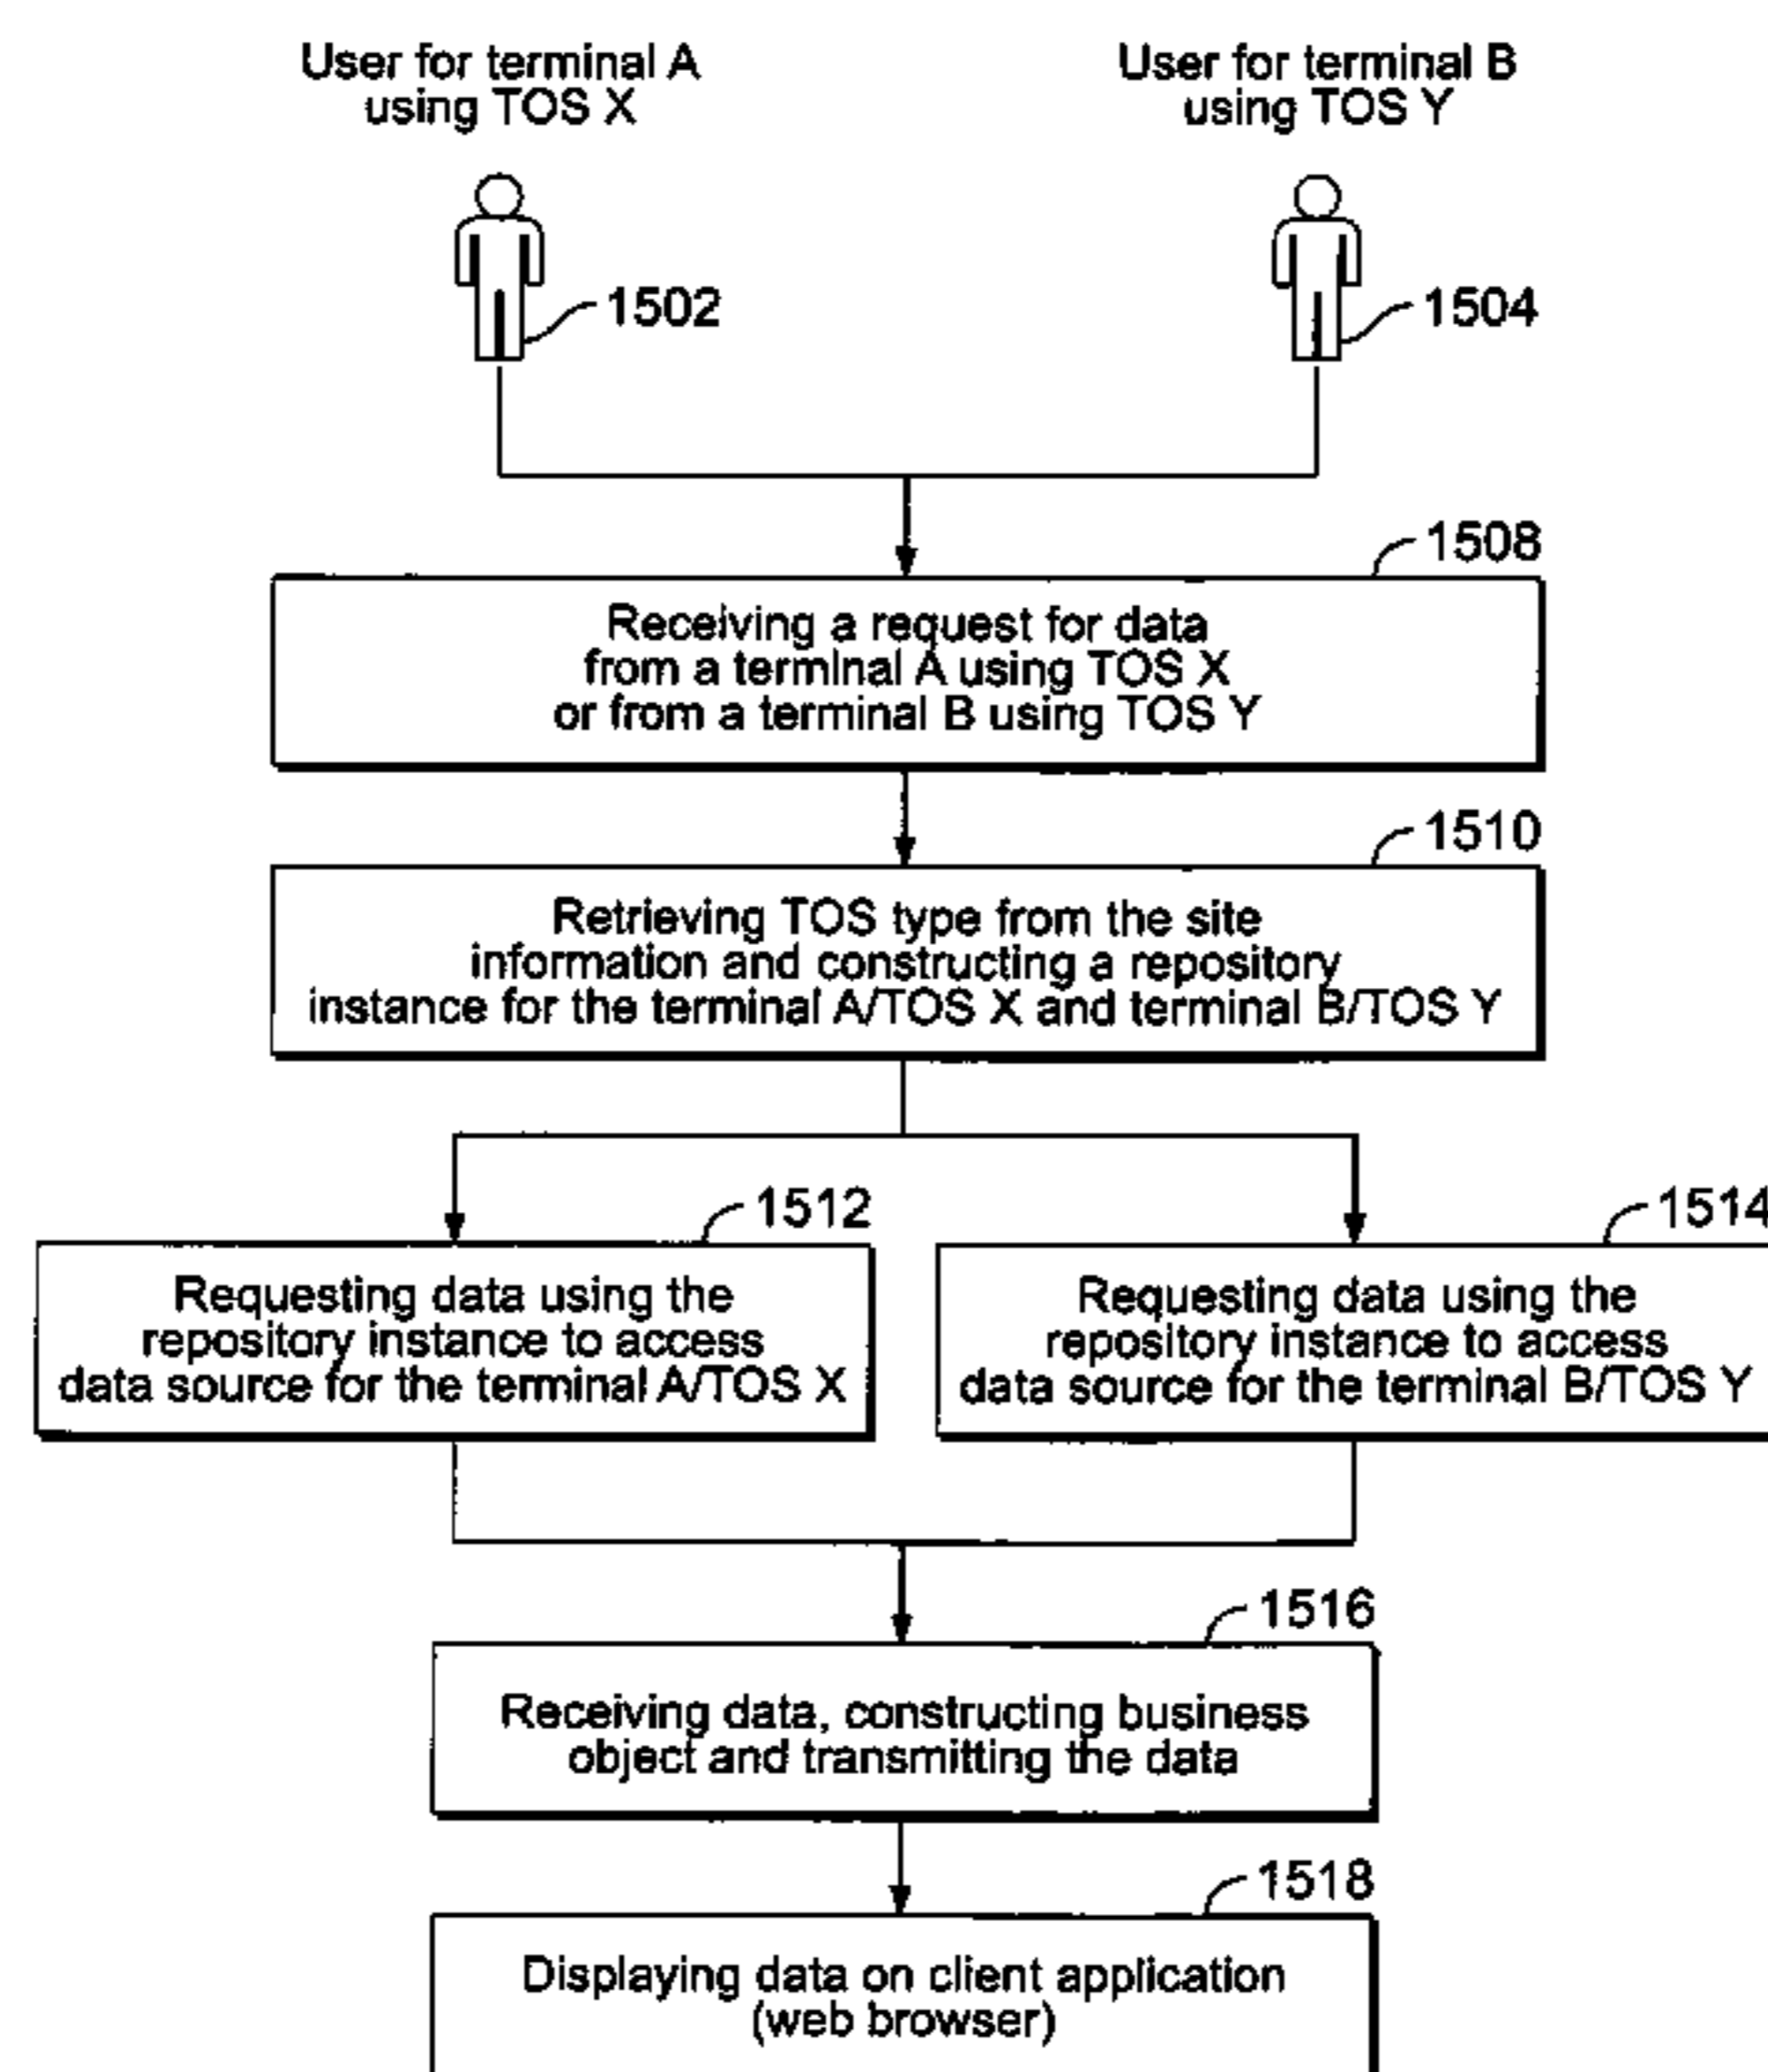 User for terminal A
using TOS X
User for terminal B
using TOS Y
1502
1504
1508
Receiving a request for data
from a terminal A using TOS X
or from a terminal B using TOS Y
1510
Retrieving TOS type from the site
information and constructing a repository
instance for the terminal A/TOS X and terminal B/TOS Y
1512
Requesting data using the
repository instance to access
data source for the terminal A/TOS X
1514
Requesting data using the
repository instance to access
data source for the terminal B/TOS Y
1516
Receiving data, constructing business
object and transmitting the data
1518
Displaying data on client application
(web browser)